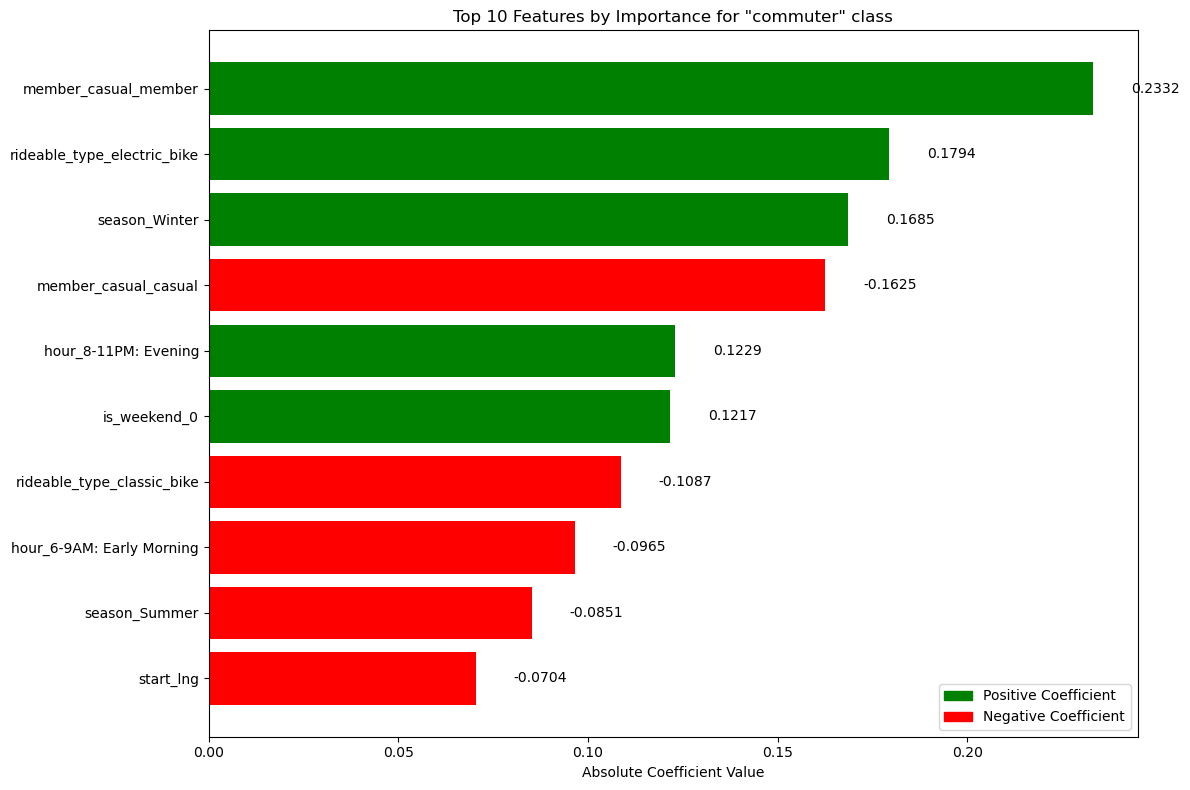 Top 10 Features by Importance for "commuter" class
member_casual_member 0.2332
rideable_type_electric_bike 0.1794
season_Winter 0.1685
member_casual_casual -0.1625
hour_8-11PM: Evening 0.1229
is_weekend_0 0.1217
rideable_type_classic_bike -0.1087
hour_6-9AM: Early Morning -0.0965
season_Summer -0.0851
start_lng -0.0704
Positive Coefficient
Negative Coefficient
0.00 0.05 0.10 0.15 0.20
Absolute Coefficient Value